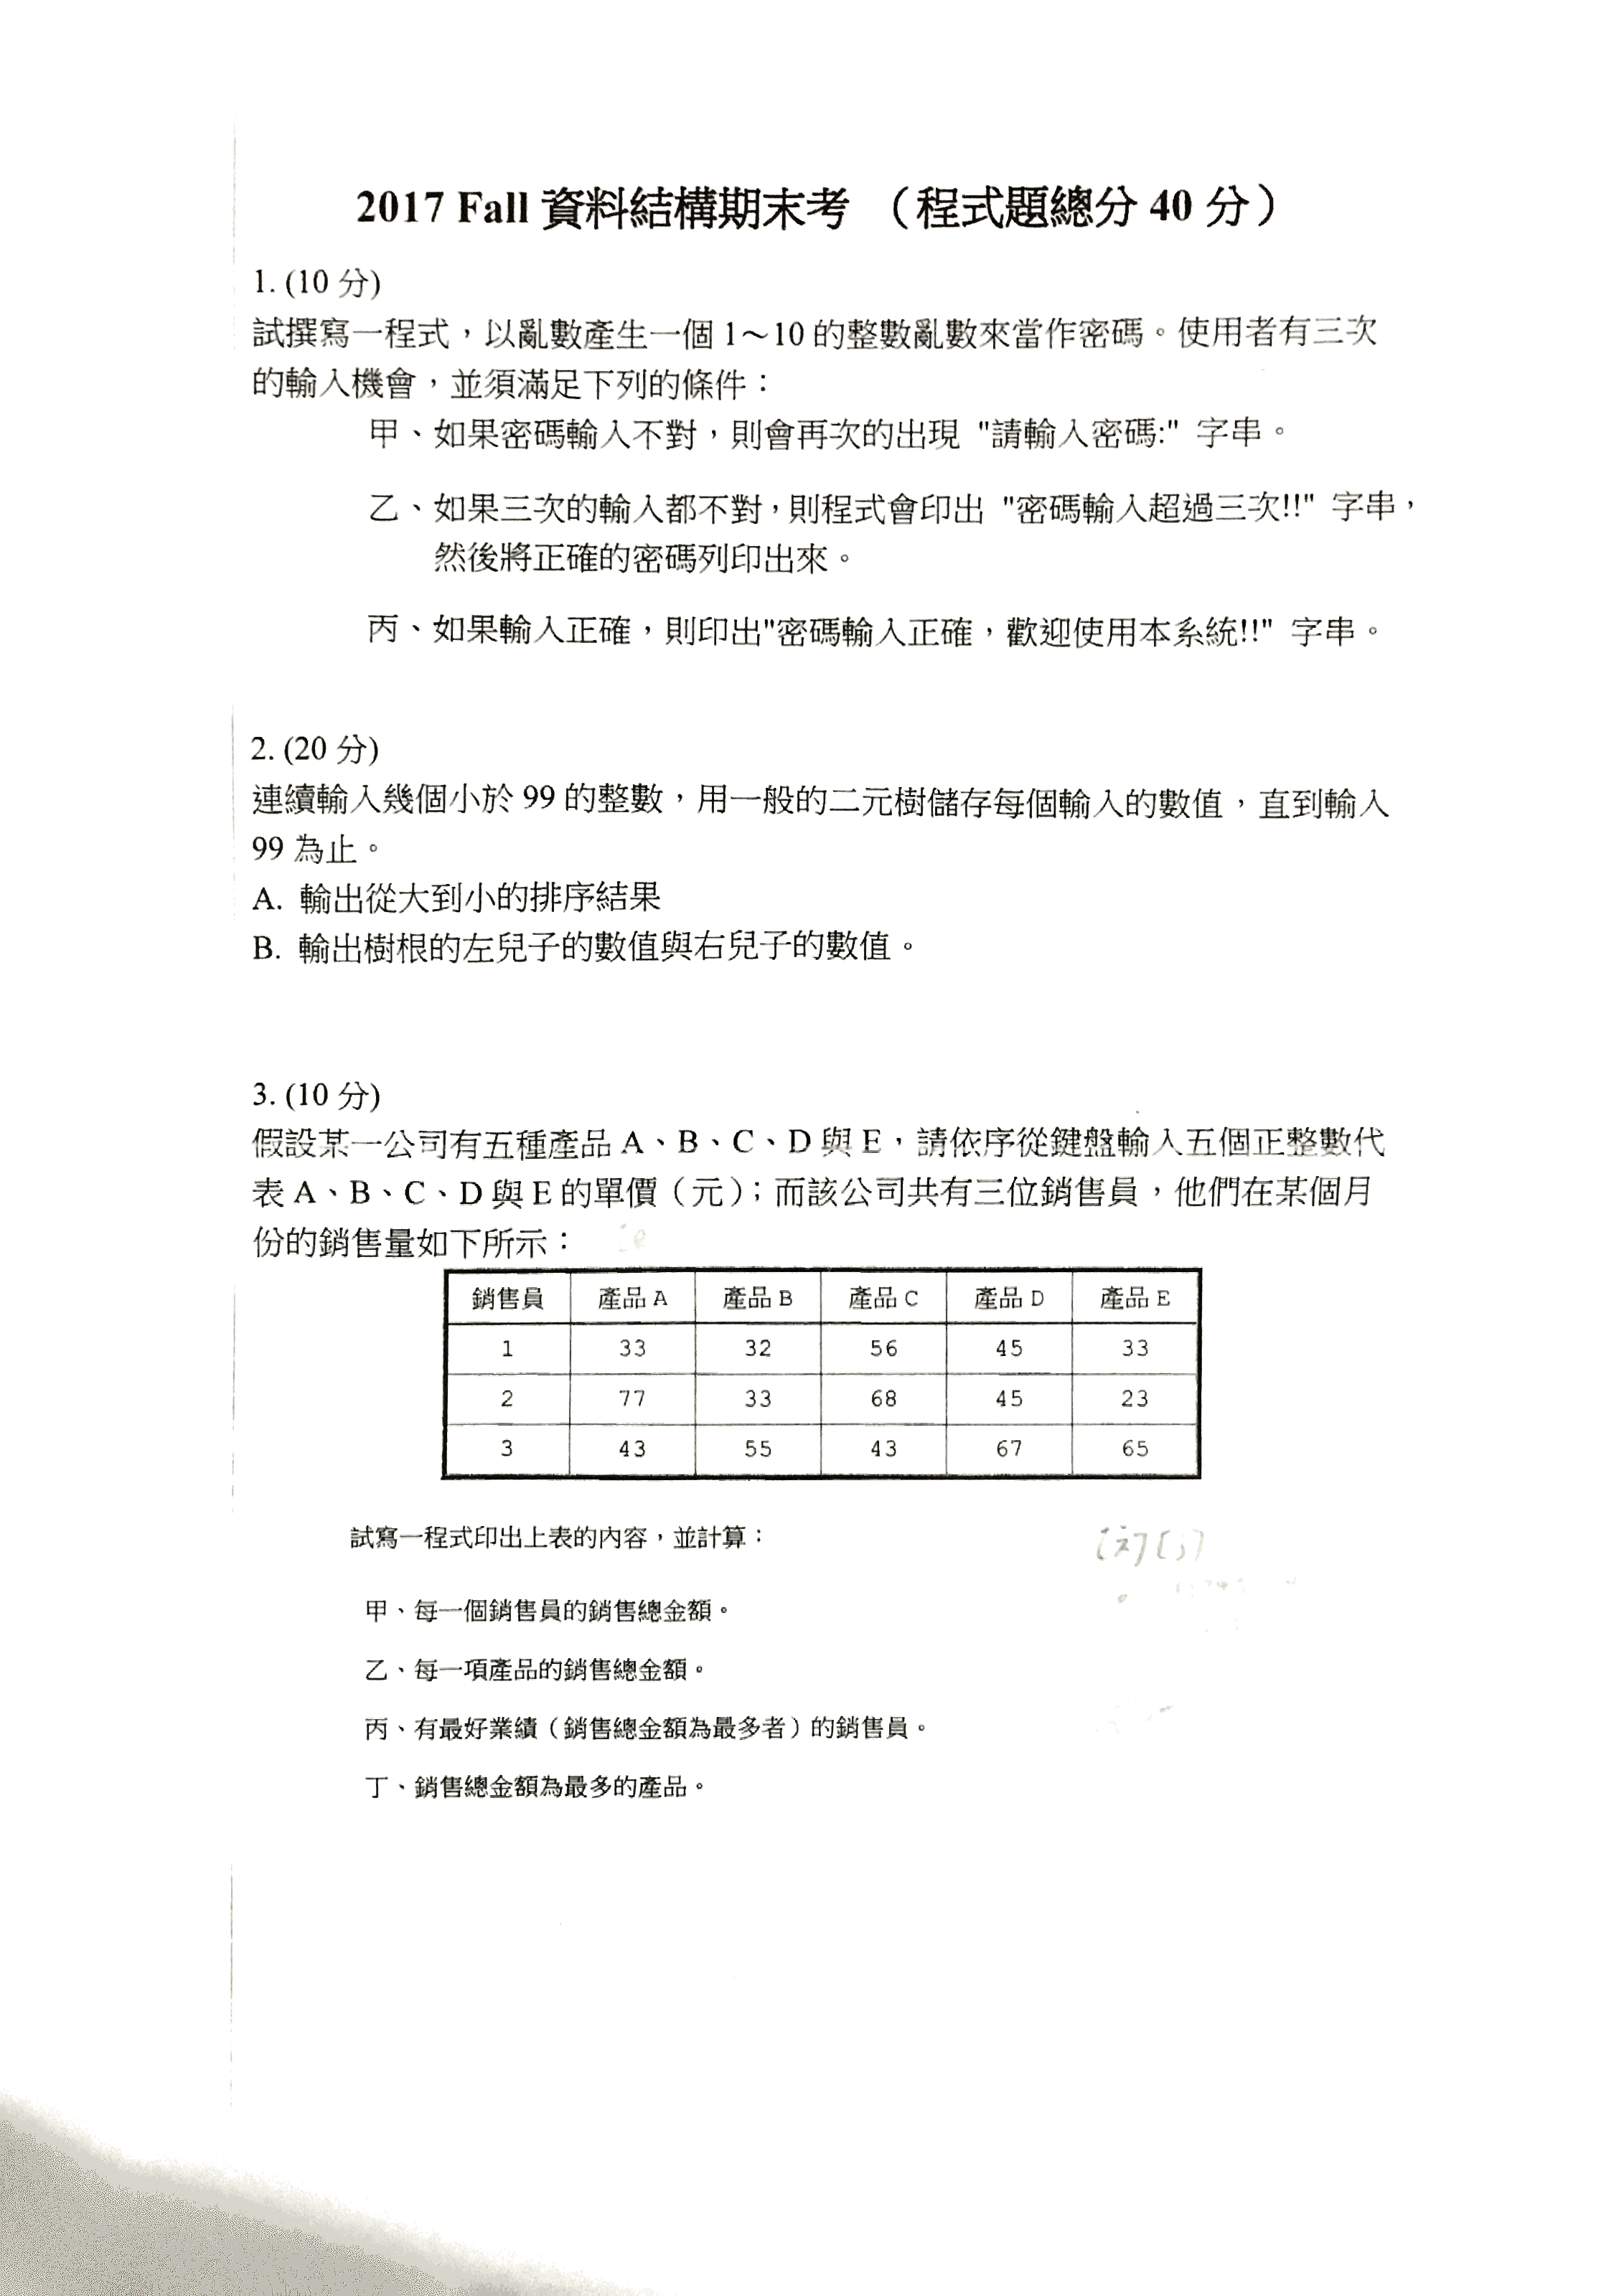 2017 Fall 資料結構期末考 （程式題總分 40 分）
1. (10 分)
試撰寫一程式，以亂數產生一個 1～10 的整數亂數來當作密碼。使用者有三次
的輸入機會，並須滿足下列的條件：
甲、如果密碼輸入不對，則會再次的出現 "請輸入密碼:" 字串。
乙、如果三次的輸入都不對，則程式會印出 "密碼輸入超過三次!!" 字串，
然後將正確的密碼列印出來。
丙、如果輸入正確，則印出"密碼輸入正確，歡迎使用本系統!!" 字串。
2. (20 分)
連續輸入幾個小於 99 的整數，用一般的二元樹儲存每個輸入的數值，直到輸入
99 為止。
A. 輸出從大到小的排序結果
B. 輸出樹根的左兒子的數值與右兒子的數值。
3. (10 分)
假設某一公司有五種產品 A、B、C、D 與 E，請依序從鍵盤輸入五個正整數代
表 A、B、C、D 與 E 的單價（元）；而該公司共有三位銷售員，他們在某個月
份的銷售量如下所示：
銷售員 產品 A 產品 B 產品 C 產品 D 產品 E
1 33 32 56 45 33
2 77 33 68 45 23
3 43 55 43 67 65
試寫一程式印出上表的內容，並計算：
甲、每一個銷售員的銷售總金額。
乙、每一項產品的銷售總金額。
丙、有最好業績（銷售總金額為最多者）的銷售員。
丁、銷售總金額為最多的產品。